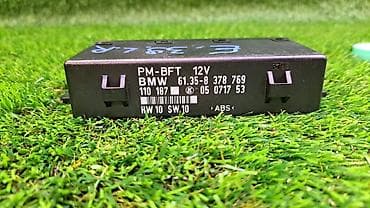 E39 LR
PM-BFT 12V
BMW 61.35-8 378 769
110 187 K 05 0717 53
HW 10 SW.10 >ABS<